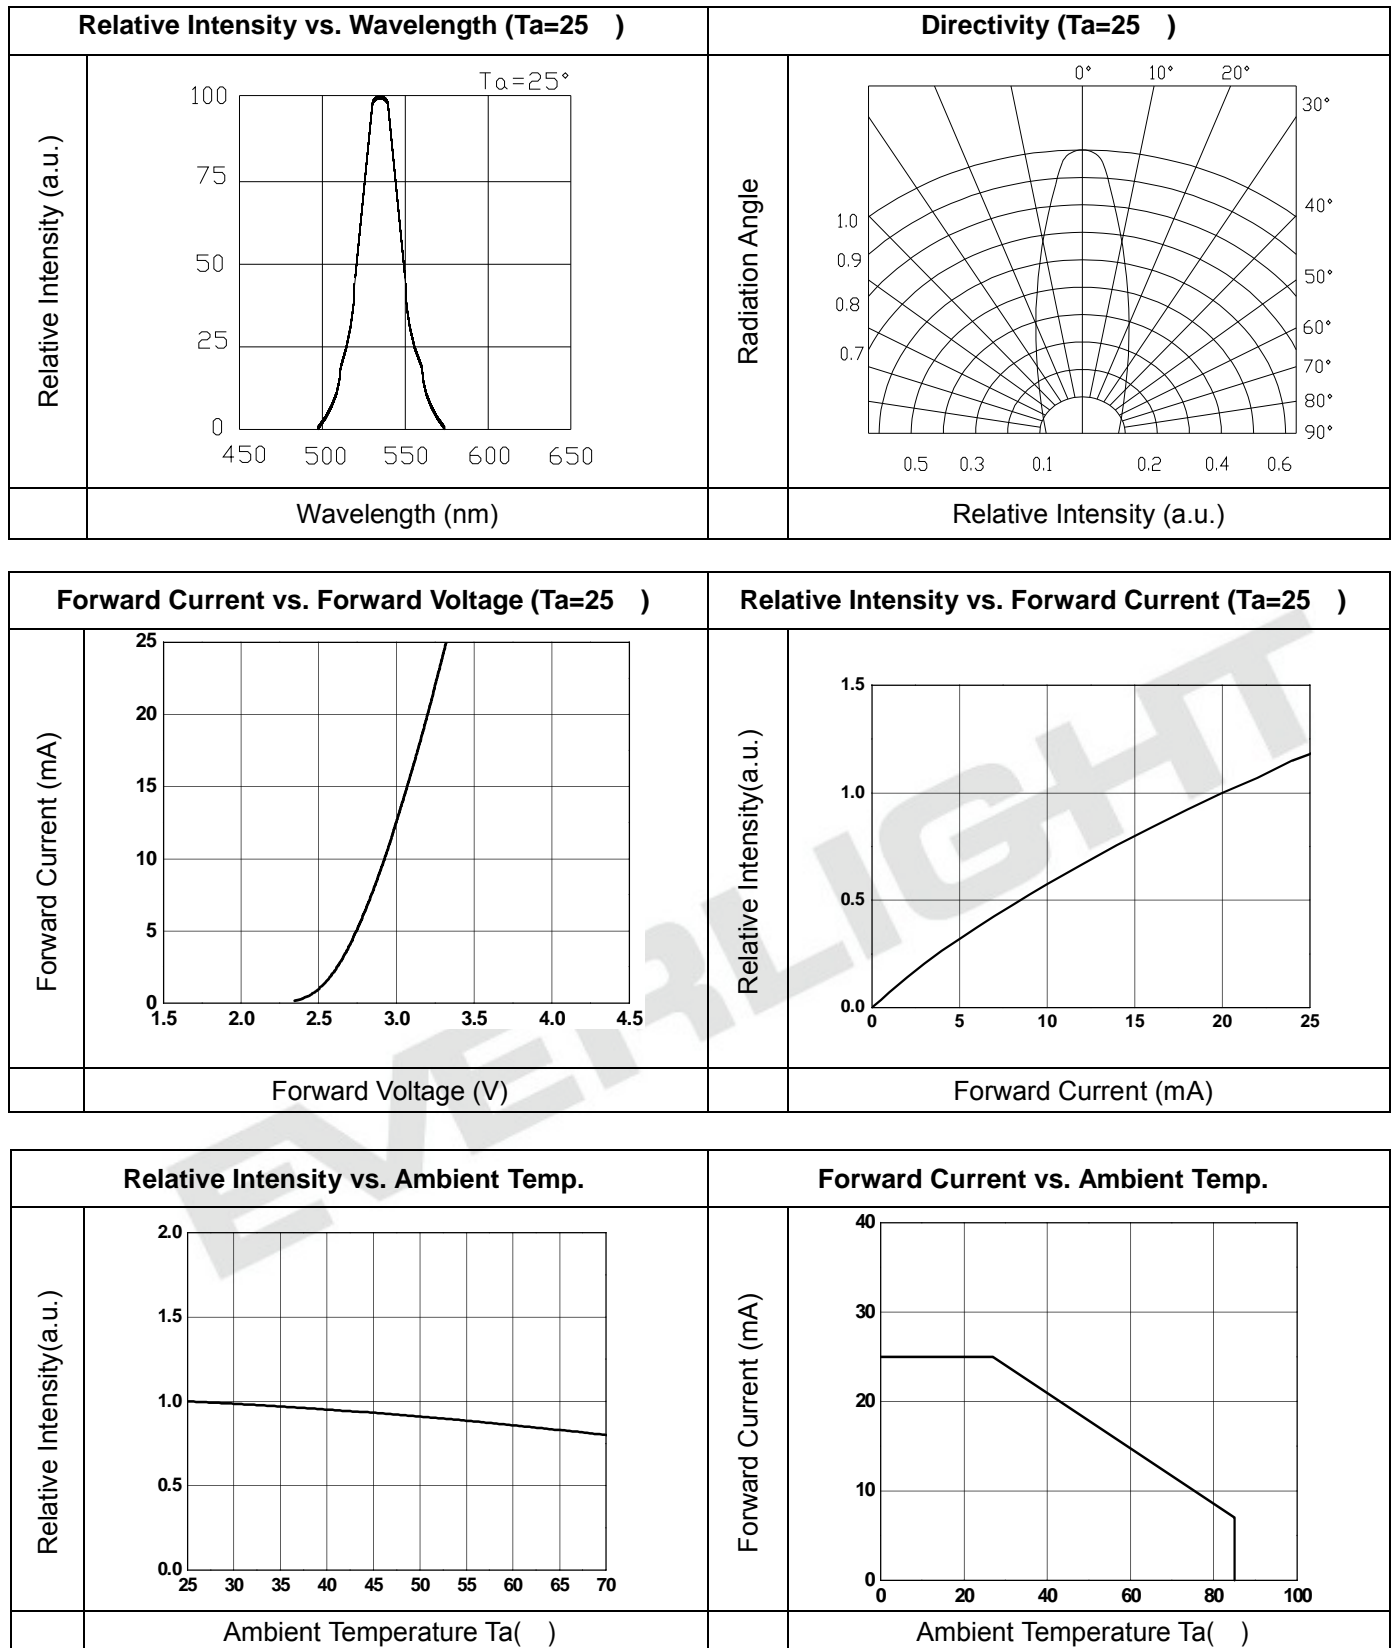 Relative Intensity vs. Wavelength (Ta=25 )
Directivity (Ta=25 )
Relative Intensity (a.u.)
Ta=25°
100
75
50
25
0
450 500 550 600 650
Wavelength (nm)
Radiation Angle
0° 10° 20°
30°
40°
50°
60°
70°
80°
90°
1.0
0.9
0.8
0.7
0.5 0.3 0.1 0.2 0.4 0.6
Relative Intensity (a.u.)
Forward Current vs. Forward Voltage (Ta=25 )
Relative Intensity vs. Forward Current (Ta=25 )
Forward Current (mA)
25
20
15
10
5
0
1.5 2.0 2.5 3.0 3.5 4.0 4.5
Forward Voltage (V)
Relative Intensity(a.u.)
1.5
1.0
0.5
0.0
0 5 10 15 20 25
Forward Current (mA)
EVERLIGHT
Relative Intensity vs. Ambient Temp.
Forward Current vs. Ambient Temp.
Relative Intensity(a.u.)
2.0
1.5
1.0
0.5
0.0
25 30 35 40 45 50 55 60 65 70
Ambient Temperature Ta( )
Forward Current (mA)
40
30
20
10
0
0 20 40 60 80 100
Ambient Temperature Ta( )